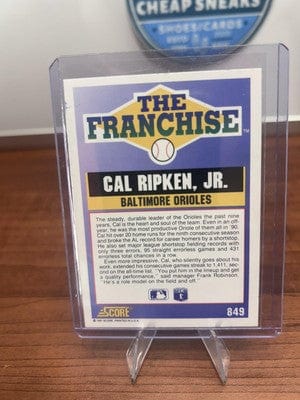 CHEAP SNEAKS
SHOES/CARDS
THE
FRANCHISE™
CAL RIPKEN, JR.
BALTIMORE ORIOLES
The steady, durable leader of the Orioles the past nine
years, Cal is the heart and soul of the team. Even in an off-
year, he was the most productive Oriole of them all in '90.
Cal hit over 20 home runs for the ninth consecutive season
and broke the AL record for career homers by a shortstop.
He also set major league shortstop fielding records with
only three errors, 95 straight errorless games and 431
errorless total chances in a row.
Even more impressive, Cal, who silently goes about his
work, extended his consecutive games streak to 1,411, sec-
ond on the all-time list. "You put him in the lineup and get
a quality performance," said manager Frank Robinson.
"He's a role model on the field and off."
SCORE
849